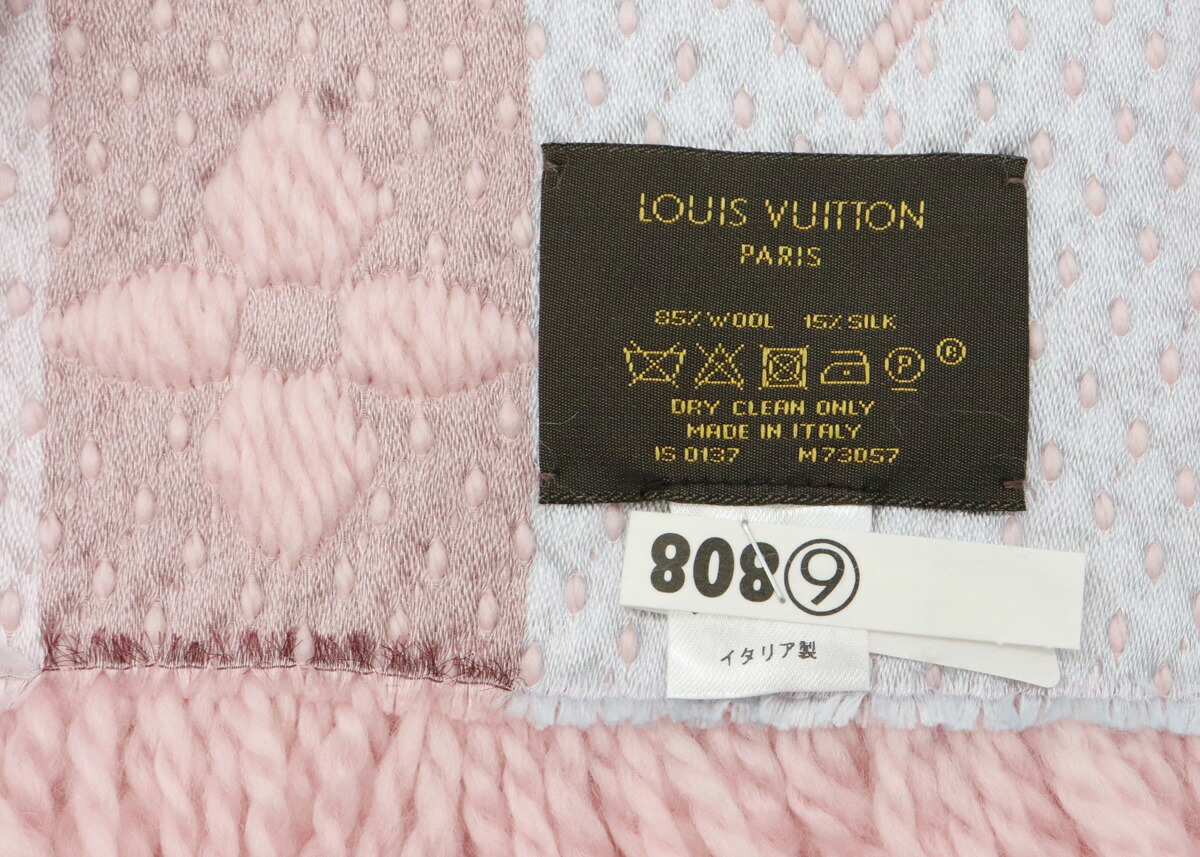 LOUIS VUITTON
PARIS
85% WOOL 15% SILK
P ®
DRY CLEAN ONLY
MADE IN ITALY
IS 0137 M73057
808⑨
イタリア製